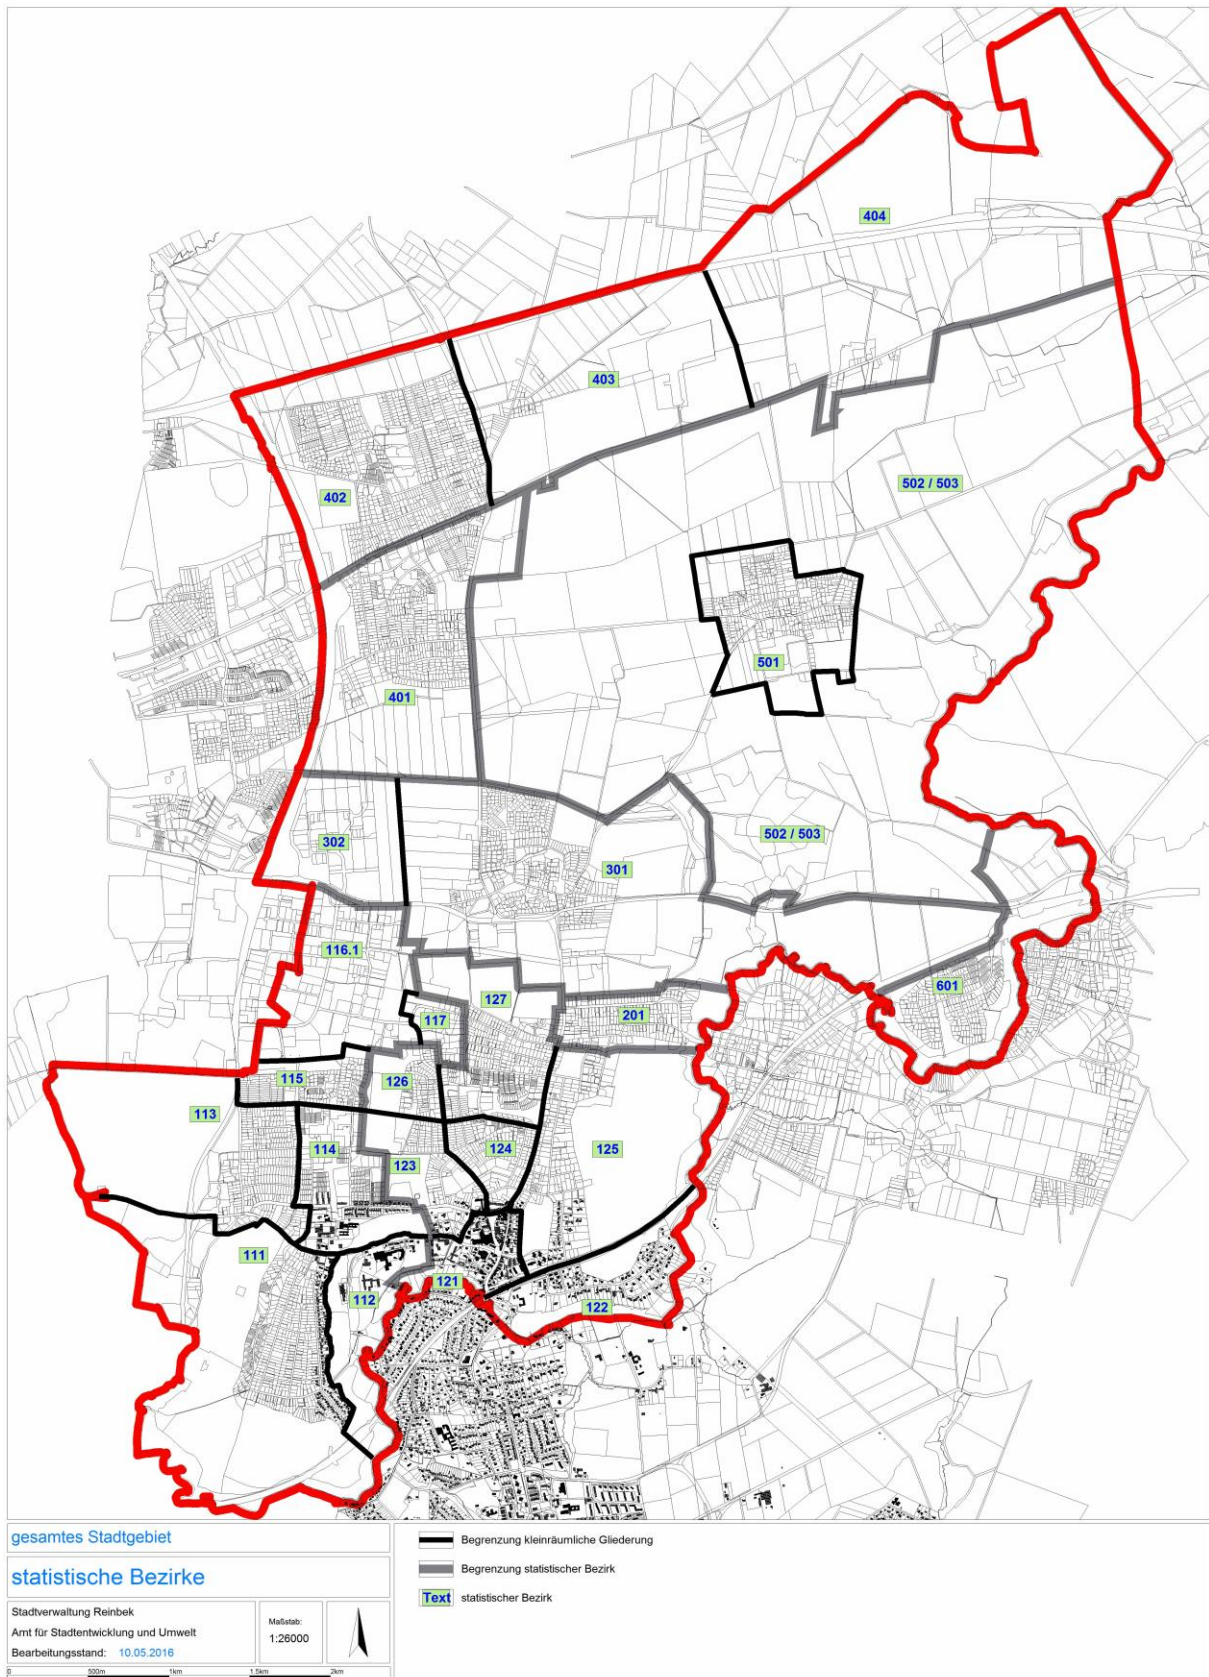 404
403
402
502 / 503
501
401
302
502 / 503
301
116.1
127
601
117
201
115
126
113
114
124
123
125
111
121
112
122
gesamtes Stadtgebiet
statistische Bezirke
Stadtverwaltung Reinbek
Amt für Stadtentwicklung und Umwelt
Bearbeitungsstand: 10.05.2016
Maßstab:
1:26000
0 500m 1km 1.5km 2km
Begrenzung kleinräumliche Gliederung
Begrenzung statistischer Bezirk
Text statistischer Bezirk